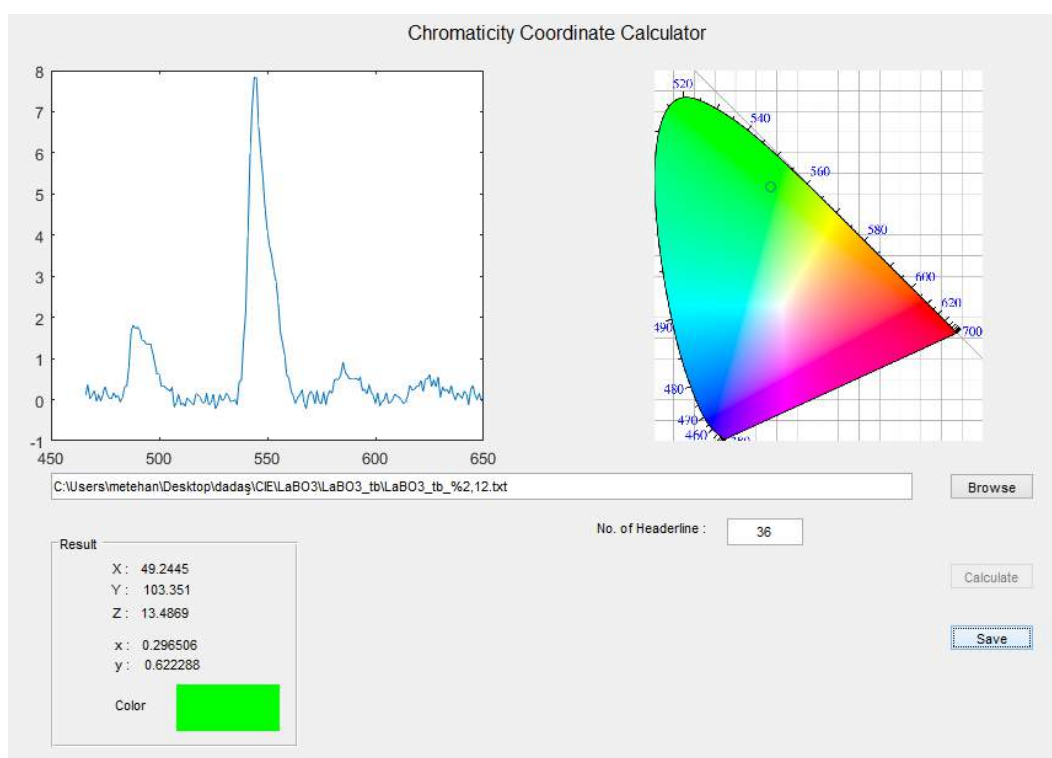 Chromaticity Coordinate Calculator
8
7
6
5
4
3
2
1
0
-1
450 500 550 600 650
520
540
560
580
600
620
700
490
480
470
460
380
C:\Users\metehan\Desktop\dadaş\CIE\LaBO3\LaBO3_tb\LaBO3_tb_%2,12.txt
Browse
No. of Headerline : 36
Result
X : 49.2445
Y : 103.351
Z : 13.4869
x : 0.296506
y : 0.622288
Color
Calculate
Save